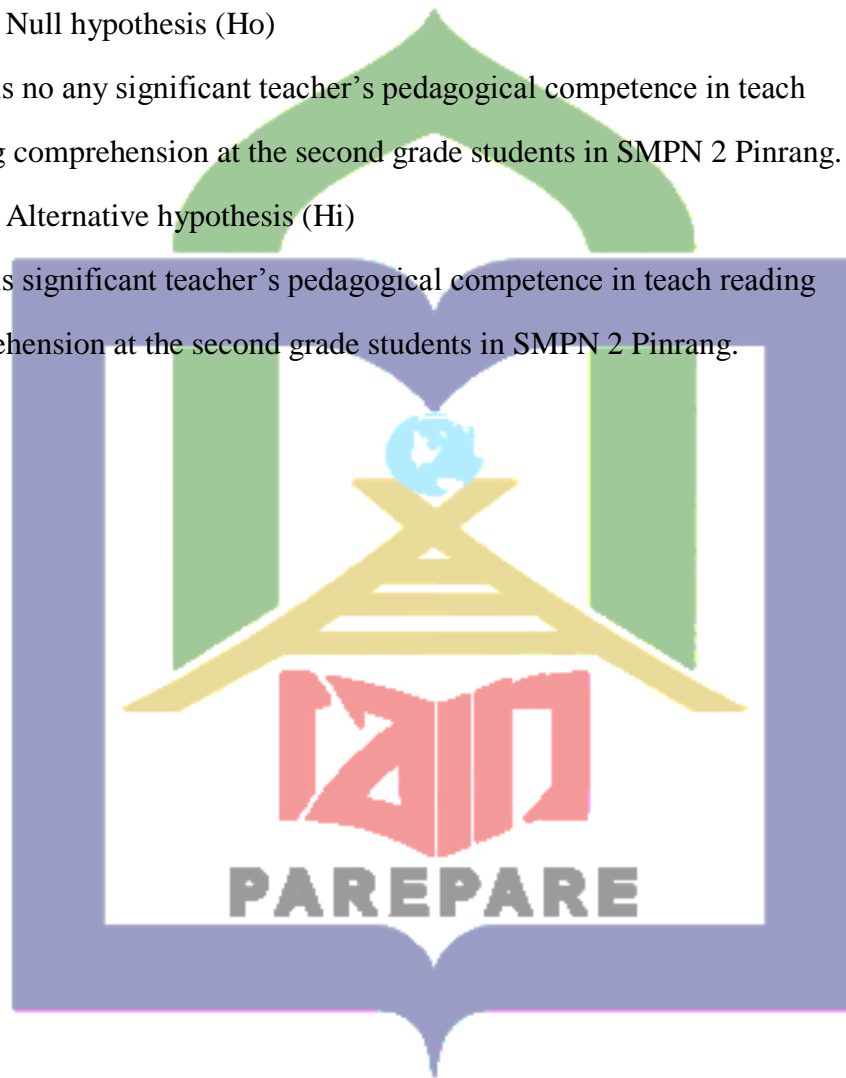 Null hypothesis (Ho)
s no any significant teacher’s pedagogical competence in teach
g comprehension at the second grade students in SMPN 2 Pinrang.
Alternative hypothesis (Hi)
s significant teacher’s pedagogical competence in teach reading
ehension at the second grade students in SMPN 2 Pinrang.
iain
PAREPARE